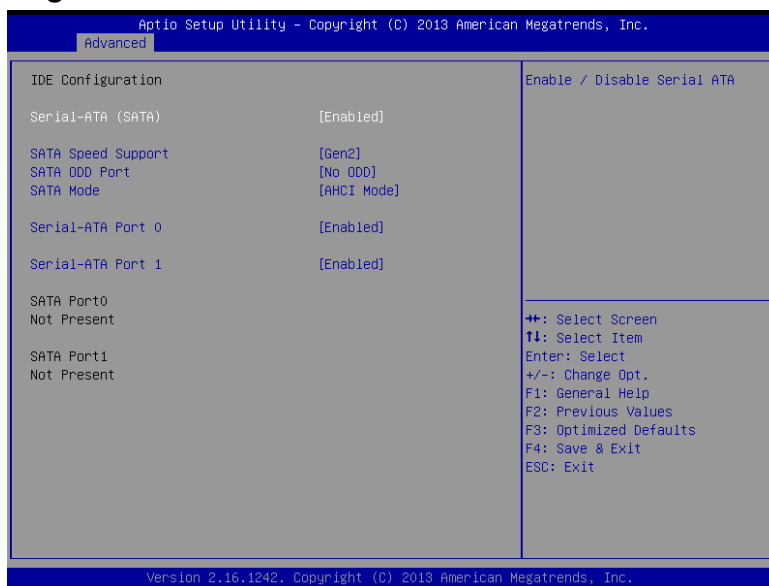 Aptio Setup Utility – Copyright (C) 2013 American Megatrends, Inc.
Advanced
IDE Configuration
Serial-ATA (SATA) [Enabled]
SATA Speed Support [Gen2]
SATA ODD Port [No ODD]
SATA Mode [AHCI Mode]
Serial-ATA Port 0 [Enabled]
Serial-ATA Port 1 [Enabled]
SATA Port0
Not Present
SATA Port1
Not Present
Enable / Disable Serial ATA
→←: Select Screen
↑↓: Select Item
Enter: Select
+/-: Change Opt.
F1: General Help
F2: Previous Values
F3: Optimized Defaults
F4: Save & Exit
ESC: Exit
Version 2.16.1242. Copyright (C) 2013 American Megatrends, Inc.